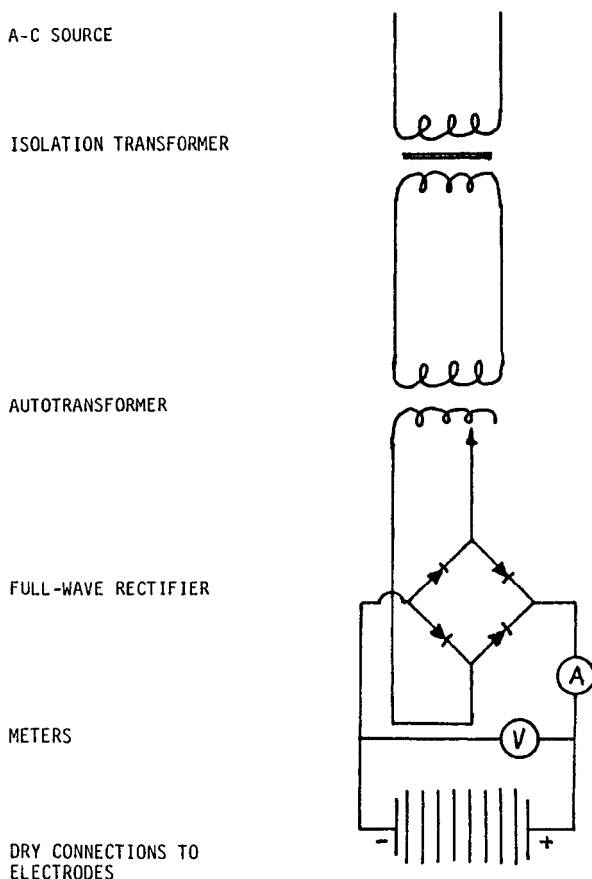 A-C SOURCE
ISOLATION TRANSFORMER
AUTOTRANSFORMER
FULL-WAVE RECTIFIER
A
METERS
V
- +
DRY CONNECTIONS TO
ELECTRODES